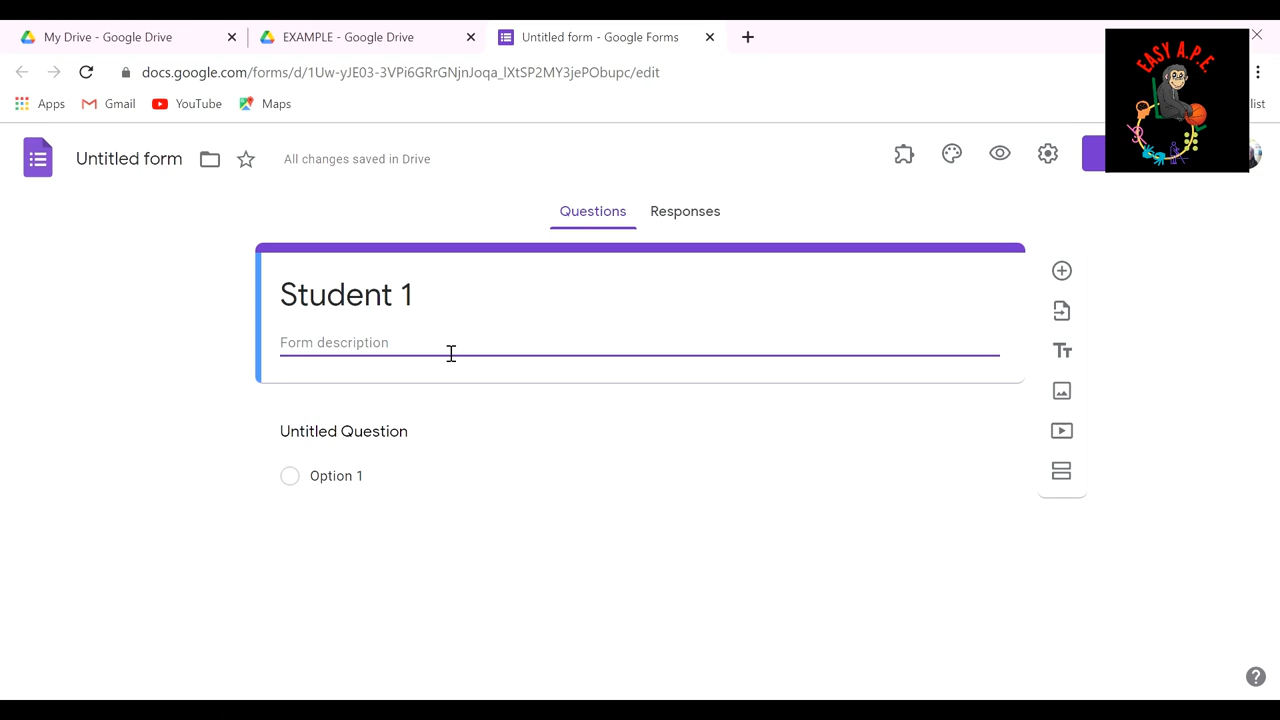 My Drive - Google Drive
EXAMPLE - Google Drive
Untitled form - Google Forms
docs.google.com/forms/d/1Uw-yJE03-3VPi6GRrGNjnJoqa_IXtSP2MY3jePObupc/edit
Apps
Gmail
YouTube
Maps
list
EASY A.P.E.
Untitled form
All changes saved in Drive
Questions
Responses
Student 1
Form description
Tт
Untitled Question
Option 1